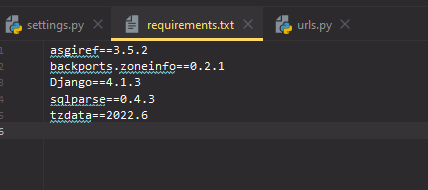 settings.py requirements.txt urls.py
1 asgiref==3.5.2
2 backports.zoneinfo==0.2.1
3 Django==4.1.3
4 sqlparse==0.4.3
5 tzdata==2022.6
6